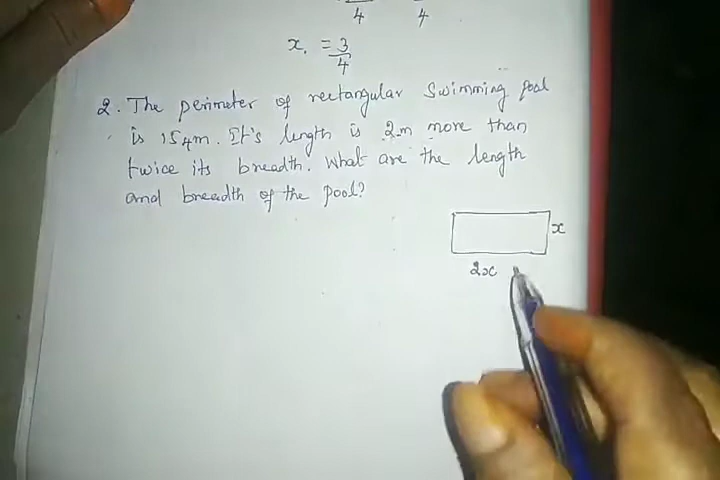 4 4
x. = 3
4
2. The perimeter of rectangular Swimming pool
is 154m. It's length is 2m more than
twice its breadth. What are the length
and breadth of the pool?
x
2x